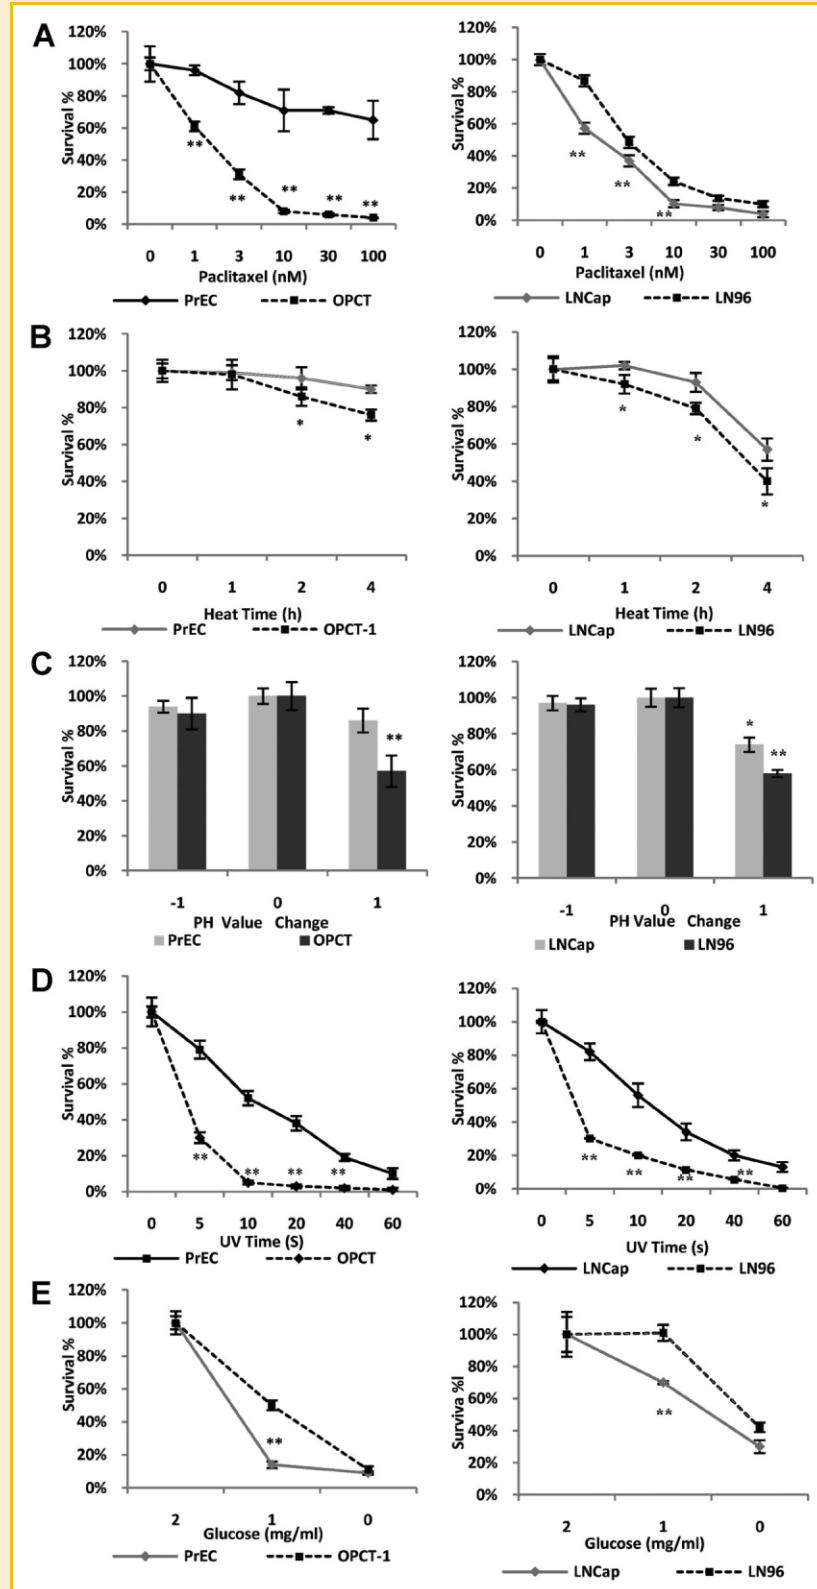 A
120%
100%
80%
60%
40%
20%
0%
Survival %
**
**
**
**
**
0 1 3 10 30 100
Paclitaxel (nM)
PrEC OPCT
120%
100%
80%
60%
40%
20%
0%
Survival %
**
**
**
0 1 3 10 30 100
Paclitaxel (nM)
LNCap LN96
B
120%
100%
80%
60%
40%
20%
0%
Survival %
*
*
0 1 2 4
Heat Time (h)
PrEC OPCT-1
120%
100%
80%
60%
40%
20%
0%
Survival %
*
*
*
0 1 2 4
Heat Time (h)
LNCap LN96
C
120%
100%
80%
60%
40%
20%
0%
Survival %
**
-1 0 1
PH Value Change
PrEC OPCT
120%
100%
80%
60%
40%
20%
0%
Survival %
*
**
-1 0 1
PH Value Change
LNCap LN96
D
120%
100%
80%
60%
40%
20%
0%
Survival %
**
**
**
**
0 5 10 20 40 60
UV Time (S)
PrEC OPCT
120%
100%
80%
60%
40%
20%
0%
Survival %
**
**
**
**
0 5 10 20 40 60
UV Time (s)
LNCap LN96
E
120%
100%
80%
60%
40%
20%
0%
Survival %
**
2 1 0
Glucose (mg/ml)
PrEC OPCT-1
120%
100%
80%
60%
40%
20%
0%
Surviva %l
**
2 1 0
Glucose (mg/ml)
LNCap LN96